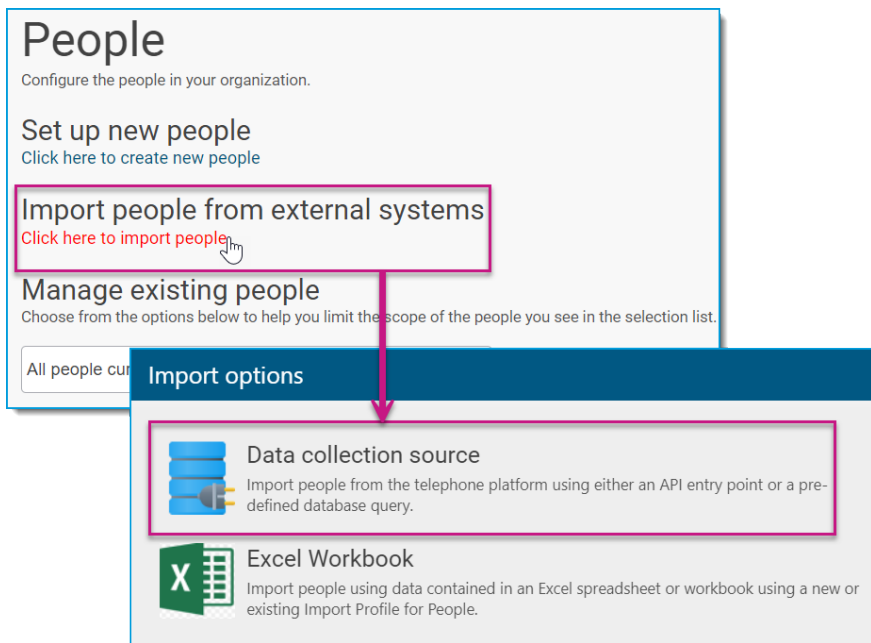 People
Configure the people in your organization.
Set up new people
Click here to create new people
Import people from external systems
Click here to import people
Manage existing people
Choose from the options below to help you limit the scope of the people you see in the selection list.
All people cur
Import options
Data collection source
Import people from the telephone platform using either an API entry point or a pre-
defined database query.
X
Excel Workbook
Import people using data contained in an Excel spreadsheet or workbook using a new or
existing Import Profile for People.